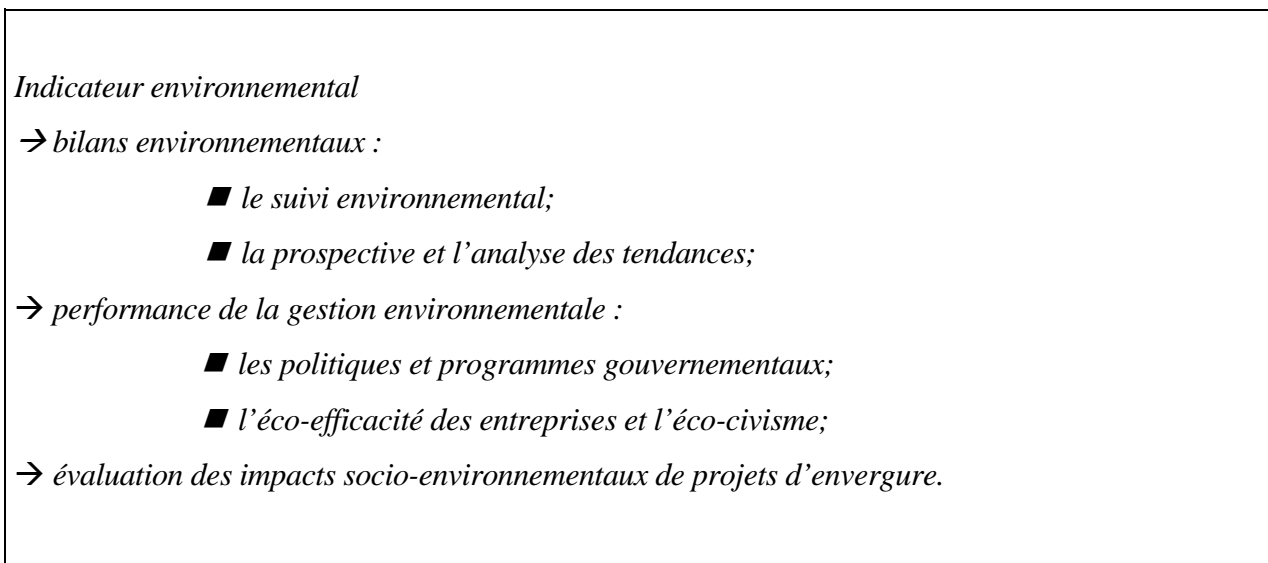 Indicateur environnemental
→ bilans environnementaux :
■ le suivi environnemental;
■ la prospective et l’analyse des tendances;
→ performance de la gestion environnementale :
■ les politiques et programmes gouvernementaux;
■ l’éco-efficacité des entreprises et l’éco-civisme;
→ évaluation des impacts socio-environnementaux de projets d’envergure.